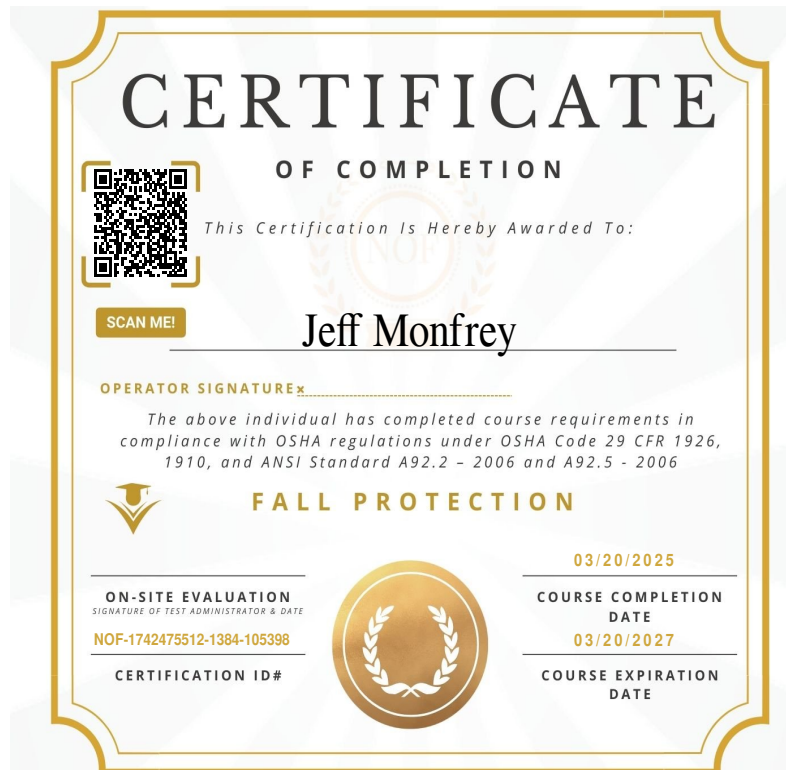 CERTIFICATE
OF COMPLETION
This Certification Is Hereby Awarded To:
NOF
SCAN ME!
Jeff Monfrey
OPERATOR SIGNATURE x
The above individual has completed course requirements in
compliance with OSHA regulations under OSHA Code 29 CFR 1926,
1910, and ANSI Standard A92.2 – 2006 and A92.5 - 2006
FALL PROTECTION
ON-SITE EVALUATION
SIGNATURE OF TEST ADMINISTRATOR & DATE
NOF-1742475512-1384-105398
CERTIFICATION ID#
03/20/2025
COURSE COMPLETION
DATE
03/20/2027
COURSE EXPIRATION
DATE